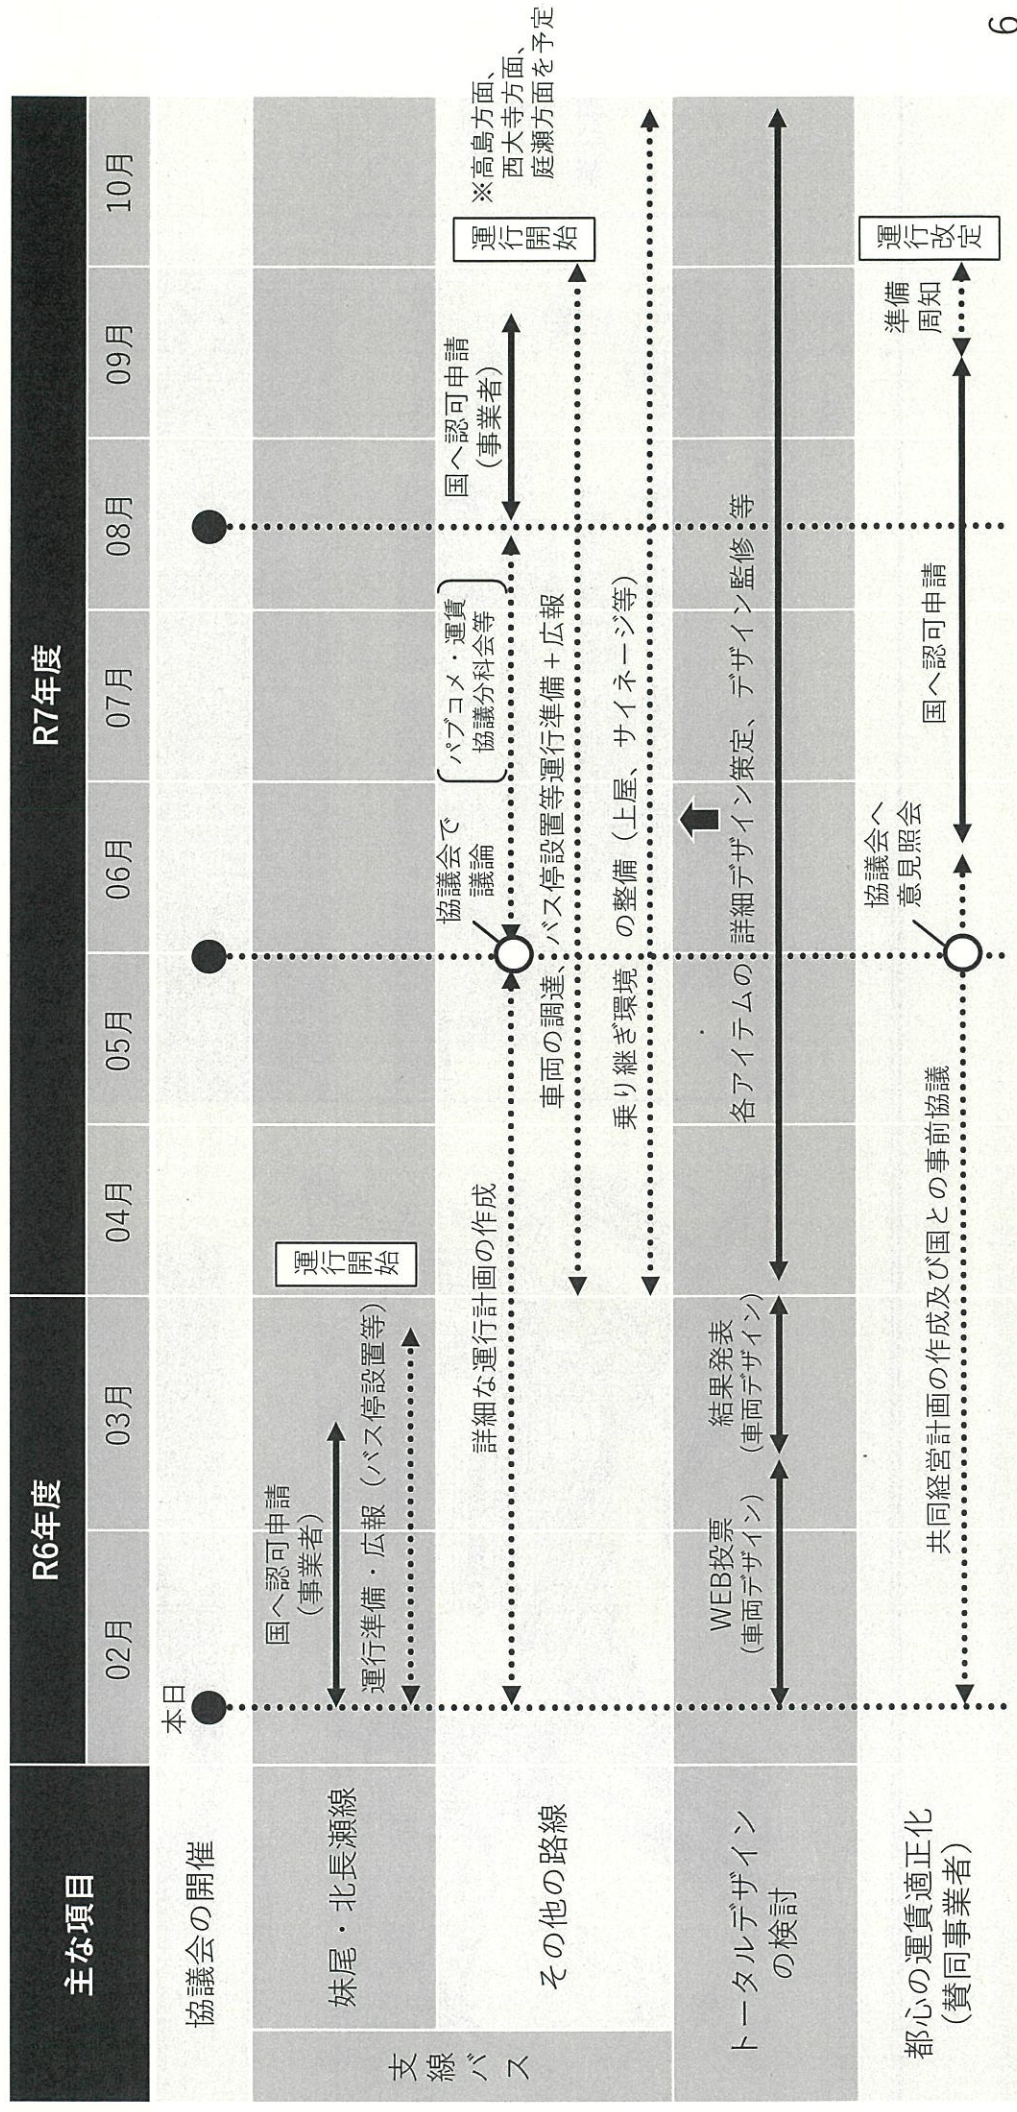 主な項目
R6年度
R7年度
02月
03月
04月
05月
06月
07月
08月
09月
10月
協議会の開催
本日
支線バス
妹尾・北長瀬線
国へ認可申請
(事業者)
運行準備・広報(バス停設置等)
運行
開始
その他の路線
詳細な運行計画の作成
協議会で
議論
パブコメ・運賃
協議分科会等
国へ認可申請
(事業者)
運行
開始
※高島方面、
西大寺方面、
庭瀬方面を予定
車両の調達、バス停設置等運行準備+広報
乗り継ぎ環境 の整備(上屋、サイネージ等)
トータルデザイン
の検討
WEB投票
(車両デザイン)
結果発表
(車両デザイン)
各アイテムの 詳細デザイン策定、デザイン監修 等
都心の運賃適正化
(賛同事業者)
共同経営計画の作成及び国との事前協議
協議会へ
意見照会
国へ認可申請
準備
周知
運行
改定
6